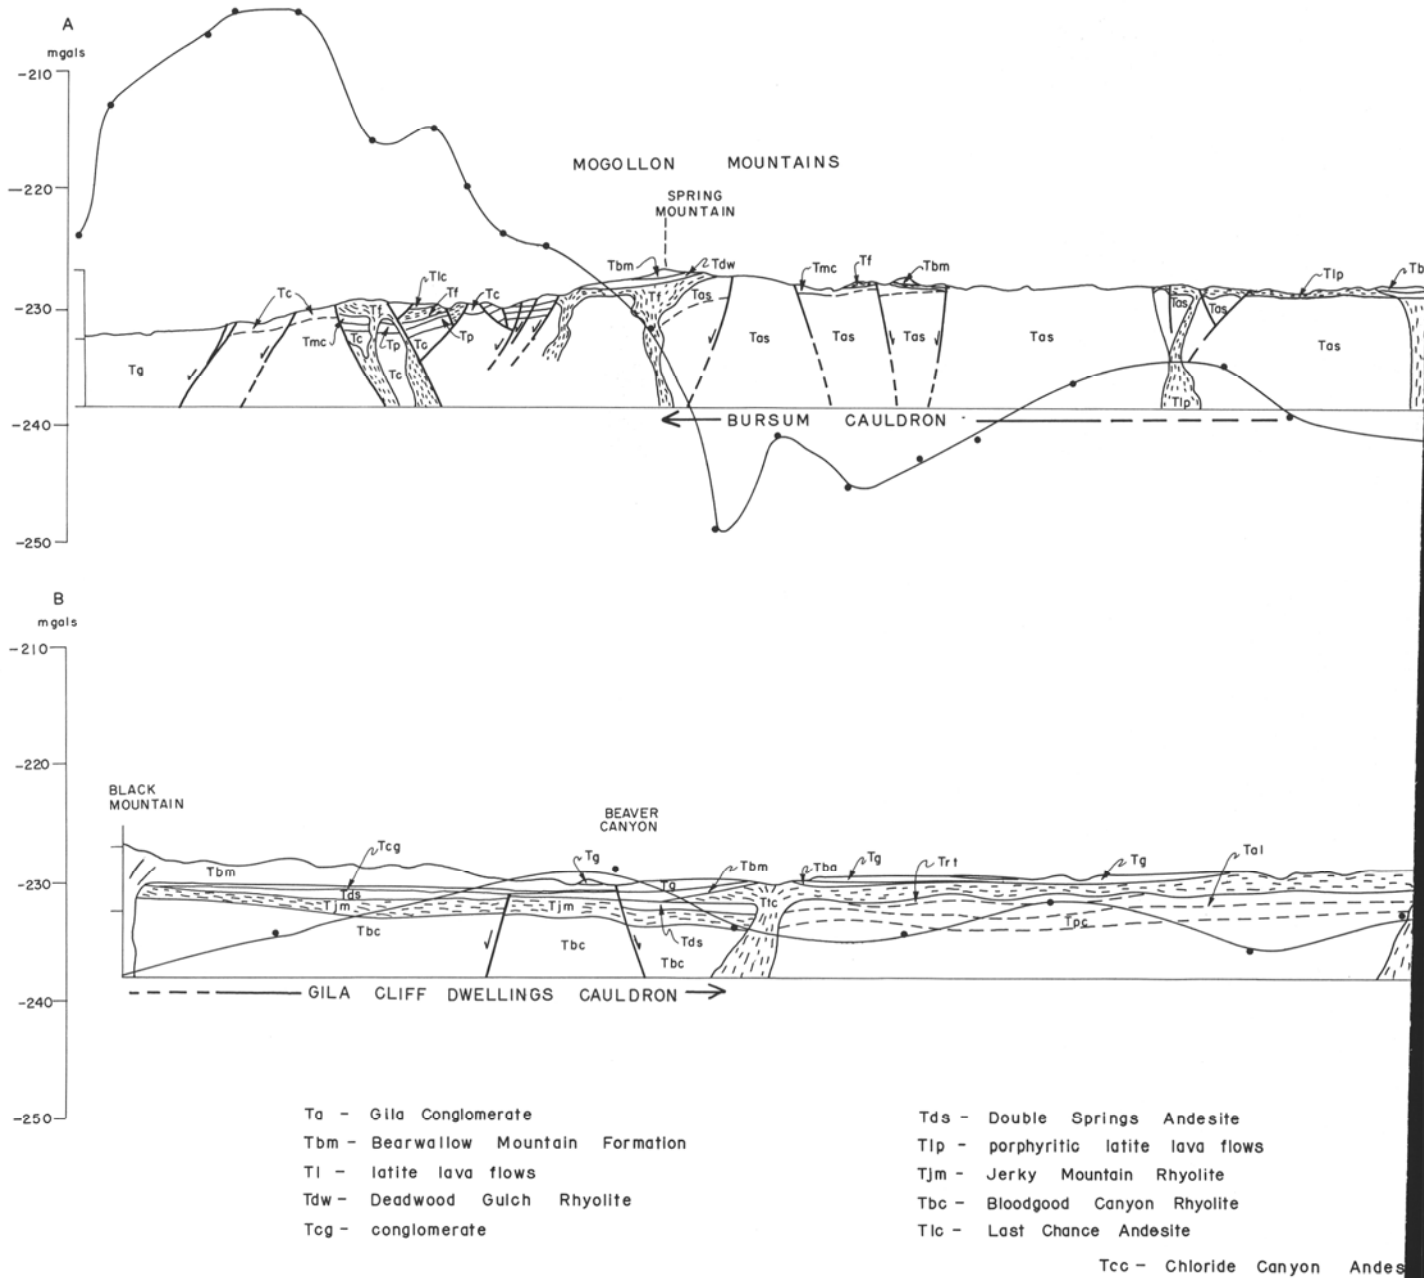 A
mgals
-210
-220
-230
-240
-250
MOGOLLON MOUNTAINS
SPRING
MOUNTAIN
Tbm Tdw
Tmc Tf Tbm
Tlp Tb
Tlc
Tf
Tc
Tc
Tf
Tf
Tas
Tas
Tas
Tmc
Tc
Tp
Tc
Tp
Tas
Tas
Tas
Tas
Tas
Tg
Tc
Tlp
BURSUM CAULDRON
B
mgals
-210
-220
-230
-240
-250
BLACK
MOUNTAIN
BEAVER
CANYON
Tcg
Tg
Tbm
Tba
Tg
Trt
Tg
Tal
Tbm
Tg
Tds
Tjm
Tjm
Tlc
Tbc
Tbc
Tds
Tbc
Tpc
GILA CLIFF DWELLINGS CAULDRON
Ta - Gila Conglomerate
Tbm - Bearwallow Mountain Formation
Tl - latite lava flows
Tdw - Deadwood Gulch Rhyolite
Tcg - conglomerate
Tds - Double Springs Andesite
Tlp - porphyritic latite lava flows
Tjm - Jerky Mountain Rhyolite
Tbc - Bloodgood Canyon Rhyolite
Tlc - Last Chance Andesite
Tcc - Chloride Canyon Andes